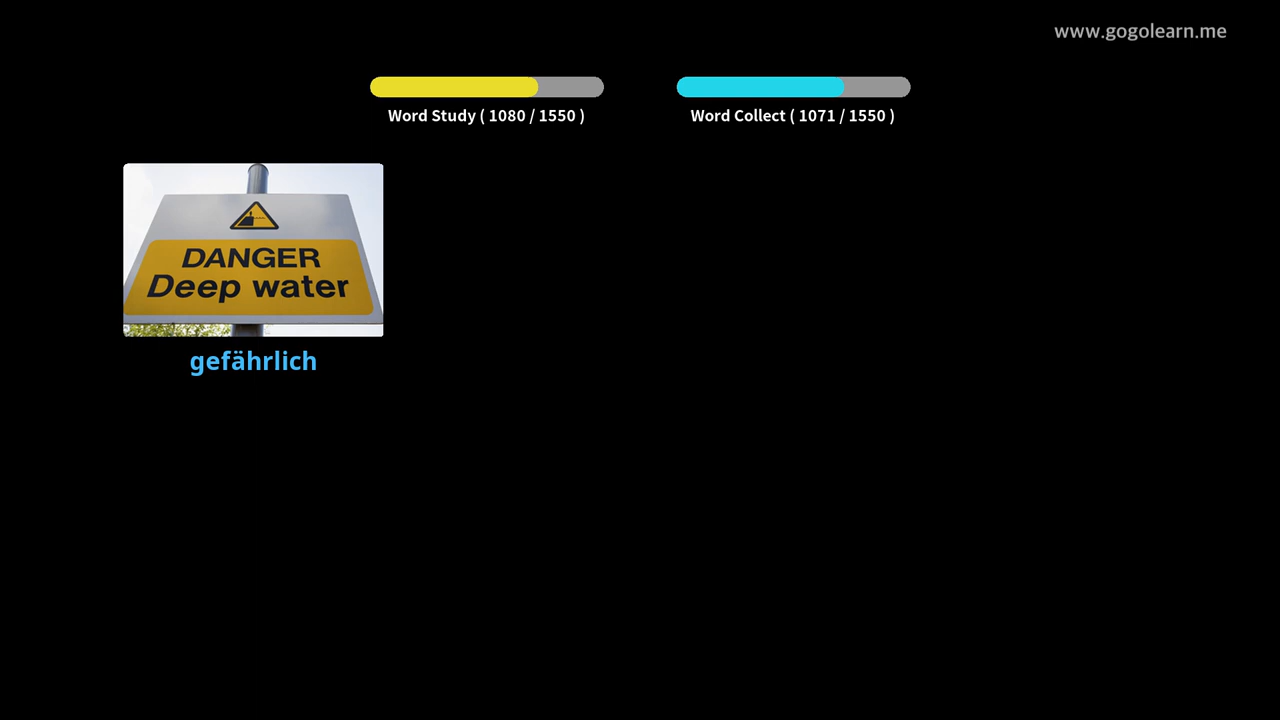 www.gogolearn.me
Word Study ( 1080 / 1550 )
Word Collect ( 1071 / 1550 )
DANGER
Deep water
gefährlich